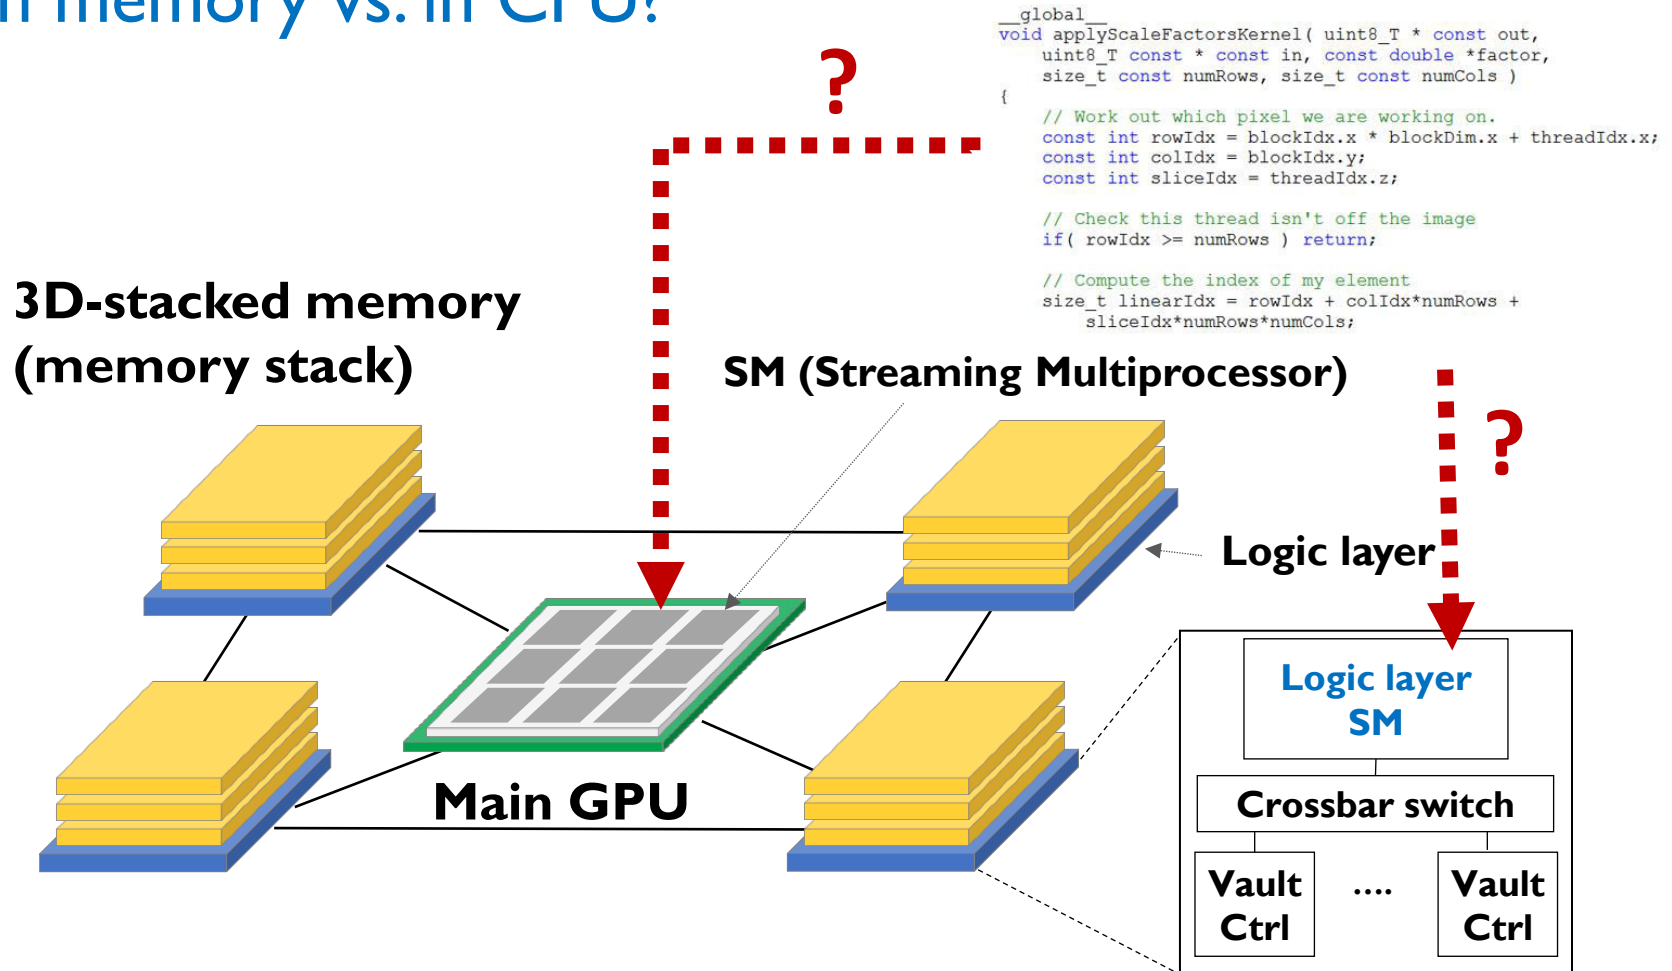 memory vs. in CPU?
?
__global__
void applyScaleFactorsKernel( uint8_T * const out,
    uint8_T const * const in, const double *factor,
    size_t const numRows, size_t const numCols )
{
    // Work out which pixel we are working on.
    const int rowIdx = blockIdx.x * blockDim.x + threadIdx.x;
    const int colIdx = blockIdx.y;
    const int sliceIdx = threadIdx.z;
    // Check this thread isn't off the image
    if( rowIdx >= numRows ) return;
    // Compute the index of my element
    size_t linearIdx = rowIdx + colIdx*numRows +
        sliceIdx*numRows*numCols;
3D-stacked memory
(memory stack)
SM (Streaming Multiprocessor)
?
Logic layer
Main GPU
Logic layer
SM
Crossbar switch
Vault
Ctrl
....
Vault
Ctrl